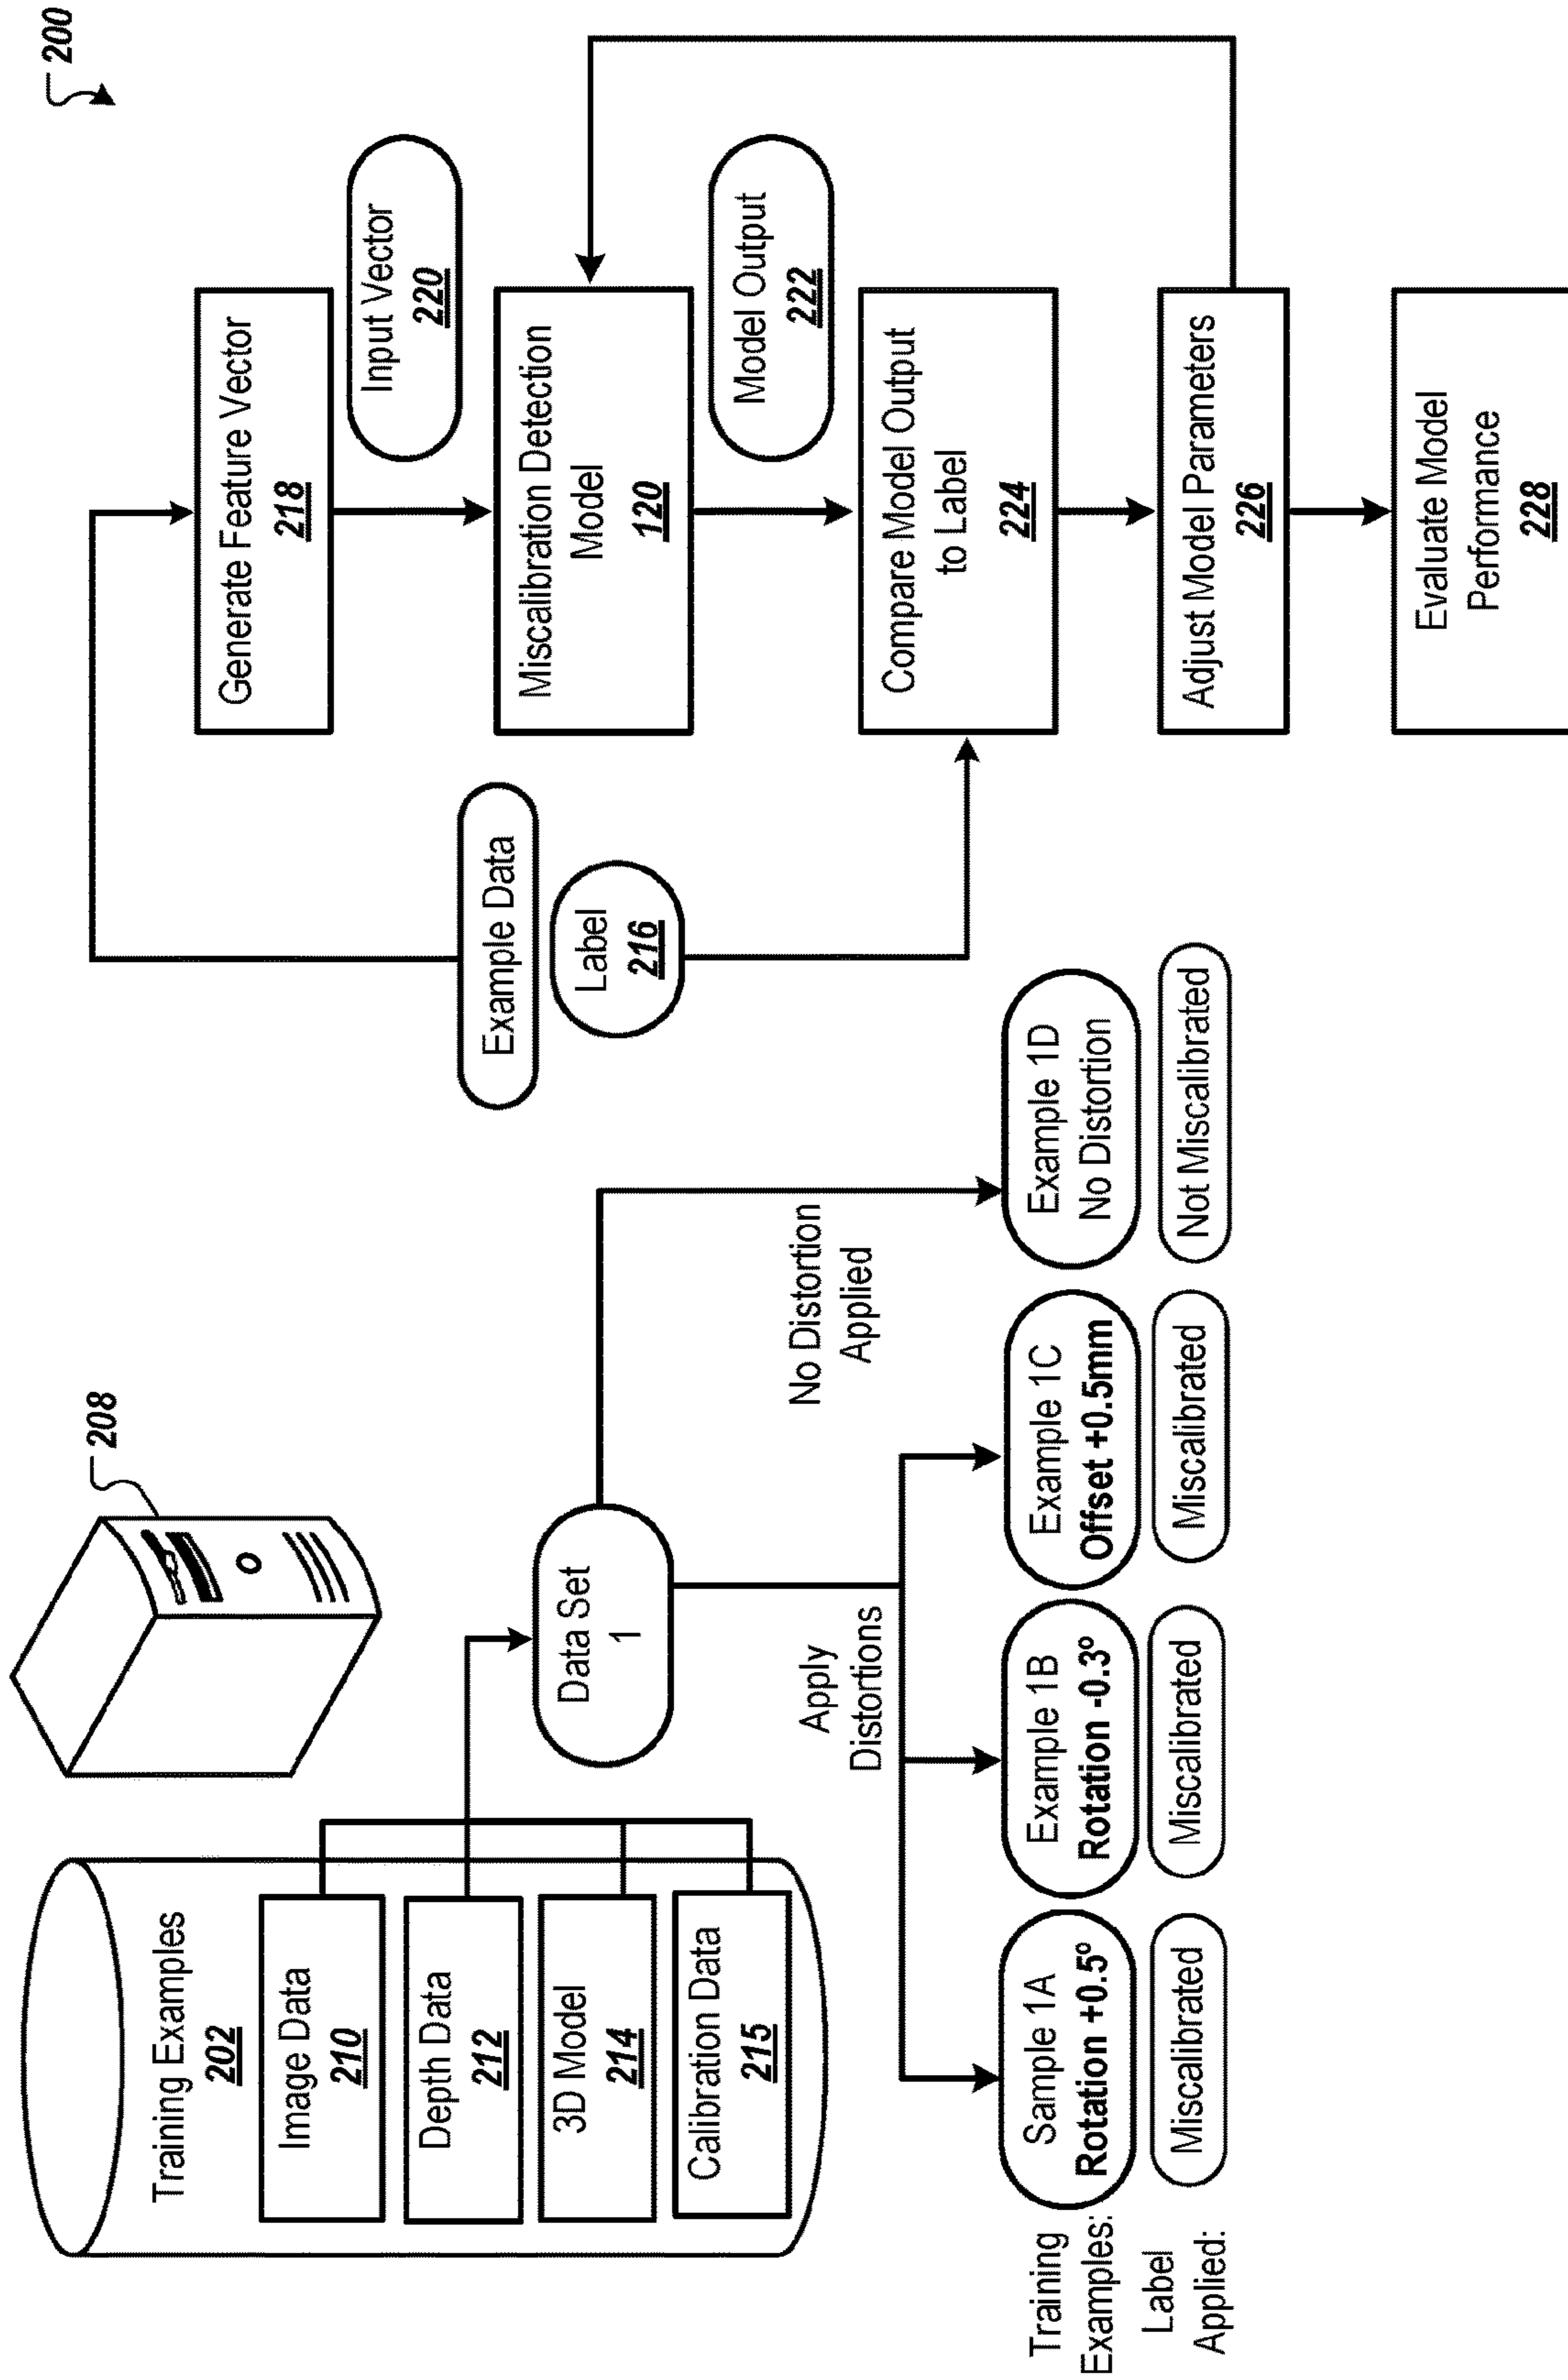 200
208
Training Examples
202
Image Data
210
Depth Data
212
3D Model
214
Calibration Data
215
Data Set
1
Apply
Distortions
No Distortion
Applied
Training
Examples:
Sample 1A
Rotation +0.5º
Example 1B
Rotation -0.3º
Example 1C
Offset +0.5mm
Example 1D
No Distortion
Label
Applied:
Miscalibrated
Miscalibrated
Miscalibrated
Not Miscalibrated
Example Data
Label
216
Generate Feature Vector
218
Input Vector
220
Miscalibration Detection
Model
120
Model Output
222
Compare Model Output
to Label
224
Adjust Model Parameters
226
Evaluate Model
Performance
228